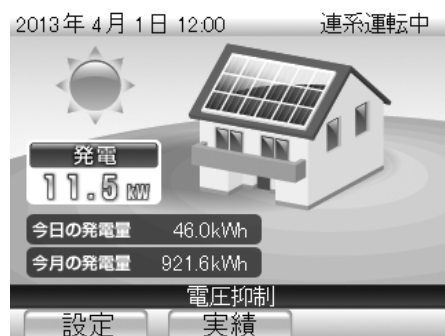 2013年 4月 1日 12:00 連系運転中
発電
11.5 kW
今日の発電量 46.0kWh
今月の発電量 921.6kWh
電圧抑制
設定 実績